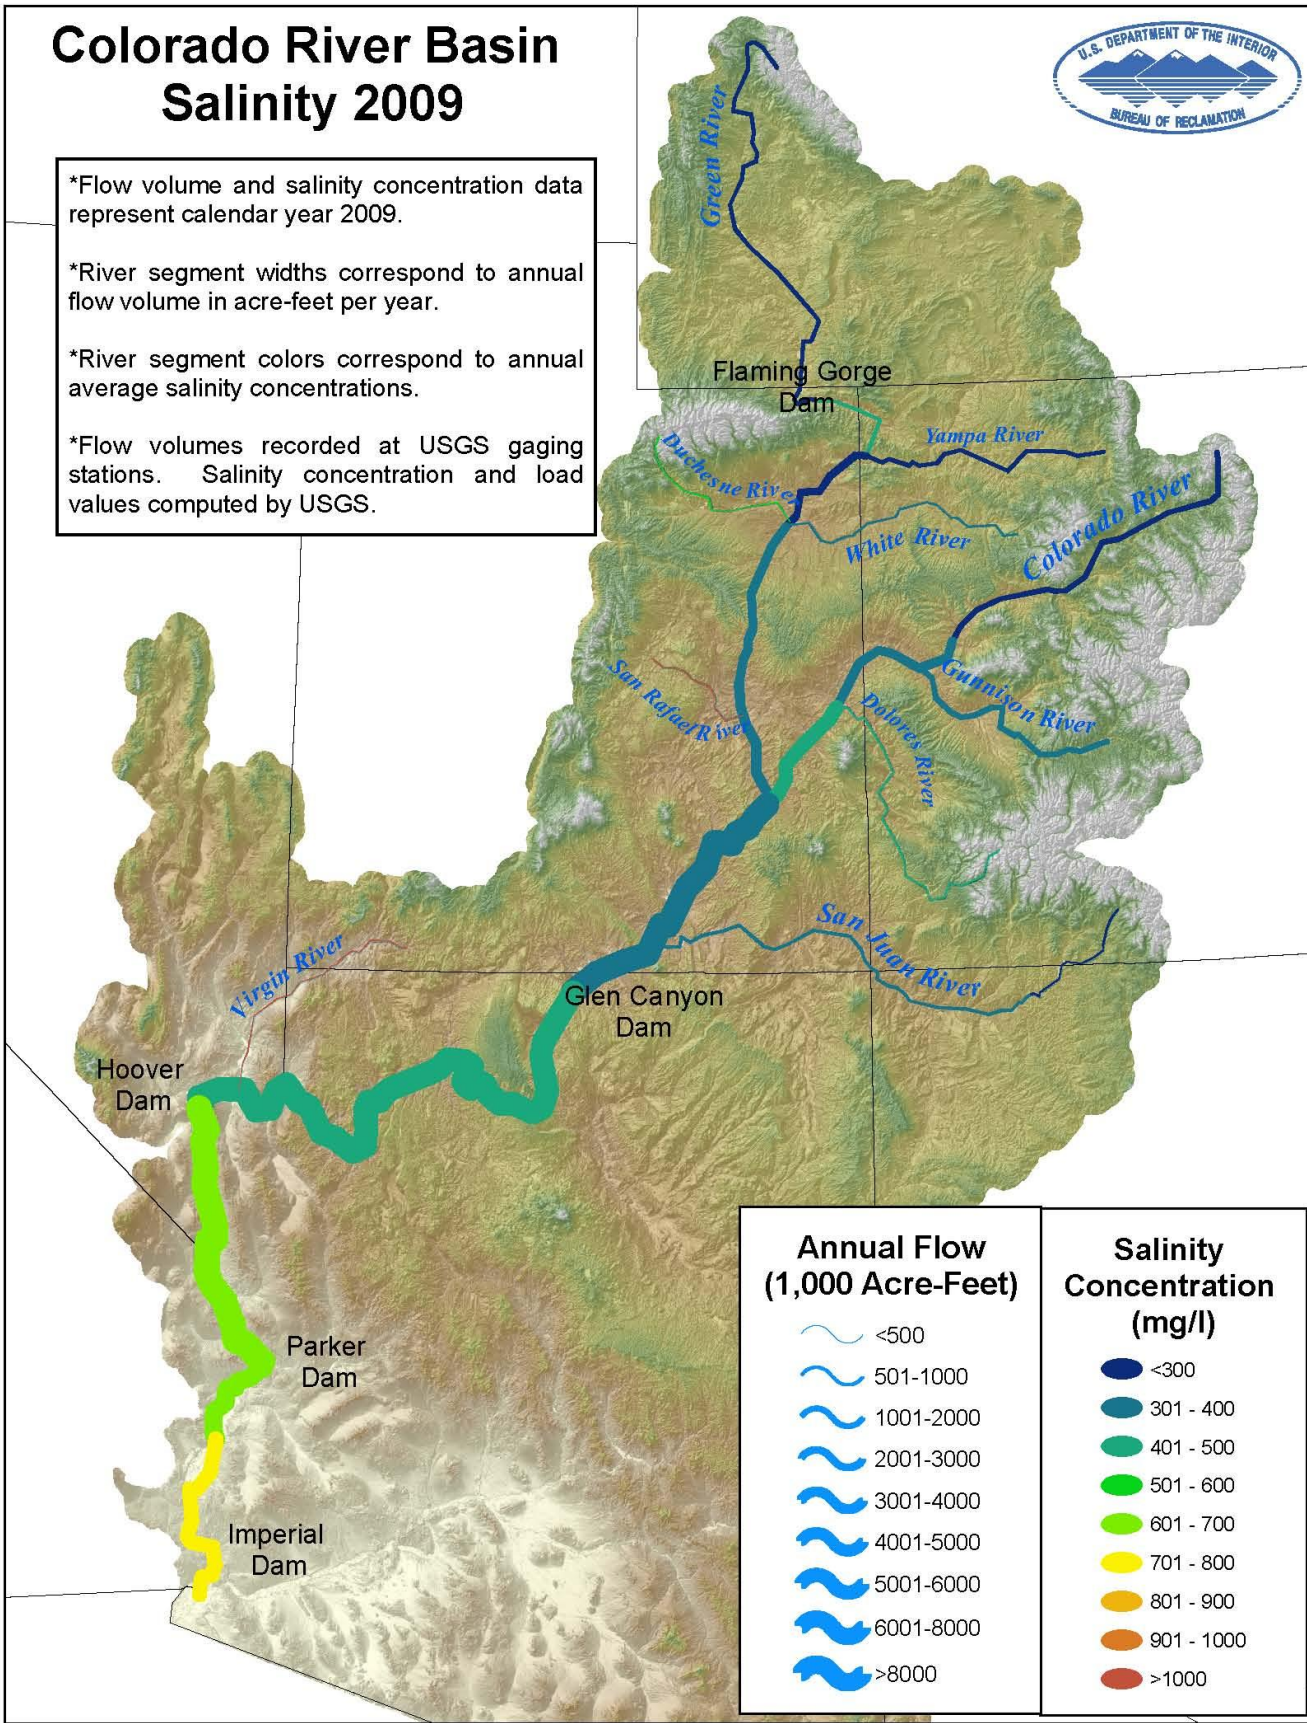 Colorado River Basin
Salinity 2009
U.S. DEPARTMENT OF THE INTERIOR
BUREAU OF RECLAMATION
*Flow volume and salinity concentration data
represent calendar year 2009.
*River segment widths correspond to annual
flow volume in acre-feet per year.
*River segment colors correspond to annual
average salinity concentrations.
*Flow volumes recorded at USGS gaging
stations. Salinity concentration and load
values computed by USGS.
Green River
Flaming Gorge
Dam
Yampa River
Duchesne River
White River
Colorado River
Gunnison River
San Rafael River
Dolores River
San Juan River
Virgin River
Glen Canyon
Dam
Hoover
Dam
Parker
Dam
Imperial
Dam
Annual Flow
(1,000 Acre-Feet)
<500
501-1000
1001-2000
2001-3000
3001-4000
4001-5000
5001-6000
6001-8000
>8000
Salinity
Concentration
(mg/l)
<300
301 - 400
401 - 500
501 - 600
601 - 700
701 - 800
801 - 900
901 - 1000
>1000